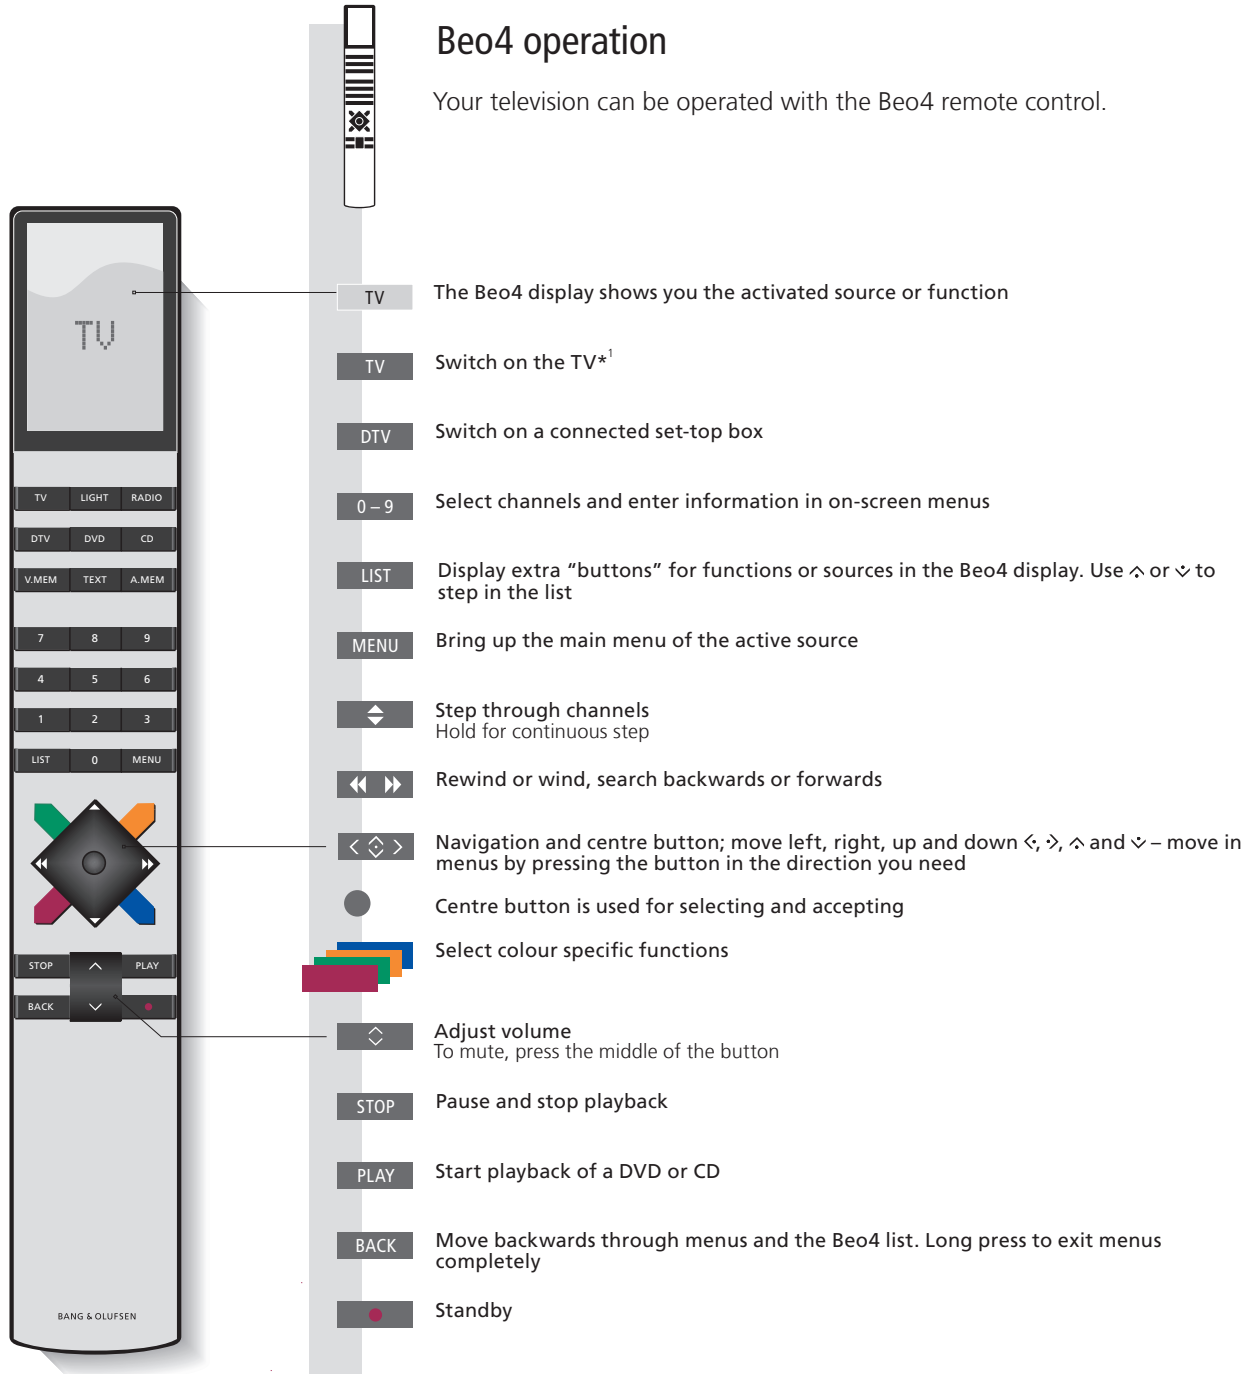 Beo4 operation
Your television can be operated with the Beo4 remote control.
TV
TV LIGHT RADIO
DTV DVD CD
V.MEM TEXT A.MEM
7 8 9
4 5 6
1 2 3
LIST 0 MENU
STOP PLAY
BACK
BANG & OLUFSEN
TV The Beo4 display shows you the activated source or function
TV Switch on the TV*1
DTV Switch on a connected set-top box
0 – 9 Select channels and enter information in on-screen menus
LIST Display extra “buttons” for functions or sources in the Beo4 display. Use or to
step in the list
MENU Bring up the main menu of the active source
Step through channels
Hold for continuous step
Rewind or wind, search backwards or forwards
Navigation and centre button; move left, right, up and down , , and – move in
menus by pressing the button in the direction you need
Centre button is used for selecting and accepting
Select colour specific functions
Adjust volume
To mute, press the middle of the button
STOP Pause and stop playback
PLAY Start playback of a DVD or CD
BACK Move backwards through menus and the Beo4 list. Long press to exit menus
completely
Standby